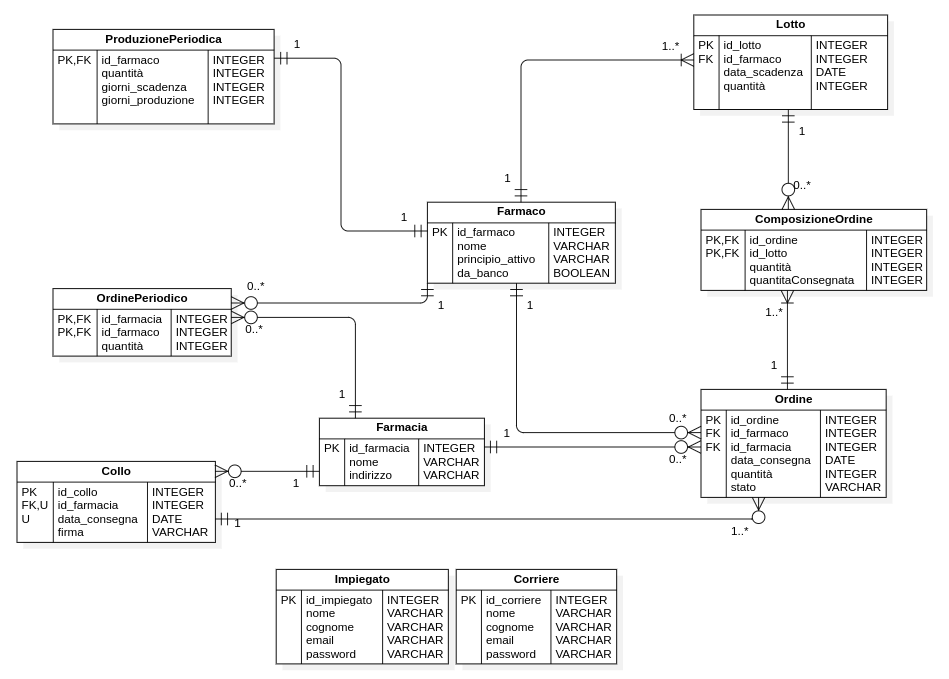 ProduzionePeriodica
PK,FK id_farmaco INTEGER
quantità INTEGER
giorni_scadenza INTEGER
giorni_produzione INTEGER
1
1
Lotto
PK id_lotto INTEGER
FK id_farmaco INTEGER
data_scadenza DATE
quantità INTEGER
1..*
1
1
0..*
Farmaco
PK id_farmaco INTEGER
nome VARCHAR
principio_attivo VARCHAR
da_banco BOOLEAN
1
1
ComposizioneOrdine
PK,FK id_ordine INTEGER
PK,FK id_lotto INTEGER
quantità INTEGER
quantitaConsegnata INTEGER
1..*
1
OrdinePeriodico
PK,FK id_farmacia INTEGER
PK,FK id_farmaco INTEGER
quantità INTEGER
0..*
0..*
1
Farmacia
PK id_farmacia INTEGER
nome VARCHAR
indirizzo VARCHAR
1
1
Ordine
PK id_ordine INTEGER
FK id_farmaco INTEGER
FK id_farmacia INTEGER
data_consegna DATE
quantità INTEGER
stato VARCHAR
0..*
0..*
1..*
Collo
PK id_collo INTEGER
FK,U id_farmacia INTEGER
U data_consegna DATE
firma VARCHAR
0..*
1
Impiegato
PK id_impiegato INTEGER
nome VARCHAR
cognome VARCHAR
email VARCHAR
password VARCHAR
Corriere
PK id_corriere INTEGER
nome VARCHAR
cognome VARCHAR
email VARCHAR
password VARCHAR